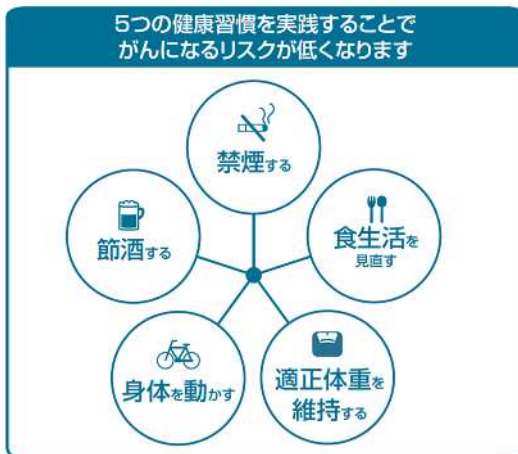 5つの健康習慣を実践することで
がんになるリスクが低くなります
禁煙する
食生活を
見直す
適正体重を
維持する
身体を動かす
節酒する